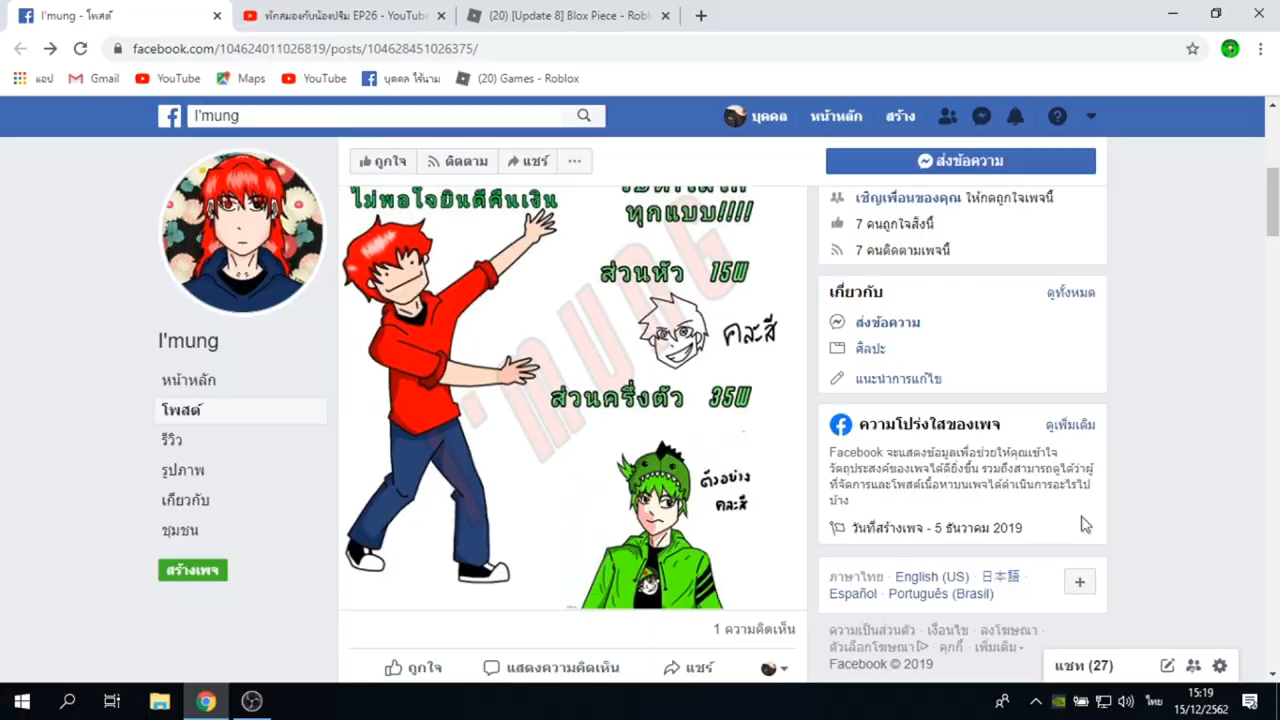 I'mung - โพสต์
พักสมองกับน้องปริม EP26 - YouTube
(20) [Update 8] Blox Piece - Robl
facebook.com/104624011026819/posts/104628451026375/
แอป
Gmail
YouTube
Maps
YouTube
บุคคล ไร้นาม
(20) Games - Roblox
I'mung
บุคคล
หน้าหลัก
สร้าง
ถูกใจ
ติดตาม
แชร์
ส่งข้อความ
I'mung
หน้าหลัก
โพสต์
รีวิว
รูปภาพ
เกี่ยวกับ
ชุมชน
สร้างเพจ
ไม่พอใจยินดีคืนเงิน
ทุกแบบ!!!!
ส่วนหัว 15฿
คละสี
ส่วนครึ่งตัว 35฿
ตัวอย่าง
คละสี
I'MUNG
1 ความคิดเห็น
ถูกใจ
แสดงความคิดเห็น
แชร์
เชิญเพื่อนของคุณ ให้กดถูกใจเพจนี้
7 คนถูกใจสิ่งนี้
7 คนติดตามเพจนี้
เกี่ยวกับ
ดูทั้งหมด
ส่งข้อความ
ศิลปะ
แนะนำการแก้ไข
ความโปร่งใสของเพจ
ดูเพิ่มเติม
Facebook จะแสดงข้อมูลเพื่อช่วยให้คุณเข้าใจ
วัตถุประสงค์ของเพจได้ดียิ่งขึ้น รวมถึงสามารถดูได้ว่าผู้
ที่จัดการและโพสต์เนื้อหาบนเพจได้ดำเนินการอะไรไป
บ้าง
วันที่สร้างเพจ - 5 ธันวาคม 2019
ภาษาไทย · English (US) · 日本語 ·
Español · Português (Brasil)
ความเป็นส่วนตัว · เงื่อนไข · ลงโฆษณา ·
ตัวเลือกโฆษณา · คุกกี้ · เพิ่มเติม
Facebook © 2019
แชท (27)
ไทย
15:19
15/12/2562